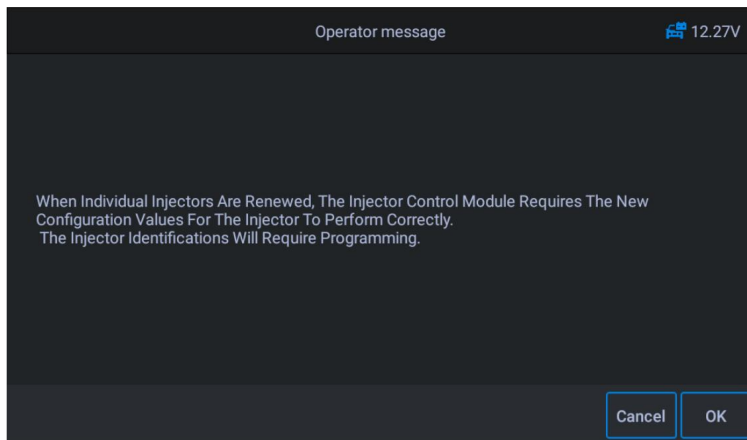 Operator message
12.27V
When Individual Injectors Are Renewed, The Injector Control Module Requires The New
Configuration Values For The Injector To Perform Correctly.
The Injector Identifications Will Require Programming.
Cancel
OK